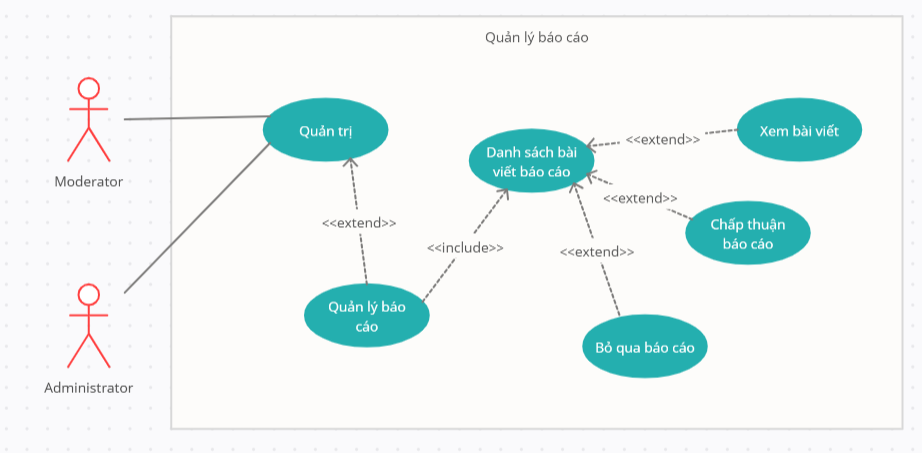 Quản lý báo cáo
Quản trị
Moderator
Danh sách bài
viết báo cáo
<<extend>>
Xem bài viết
<<extend>>
Chấp thuận
báo cáo
<<extend>>
<<include>>
<<extend>>
Quản lý báo
cáo
Bỏ qua báo cáo
Administrator